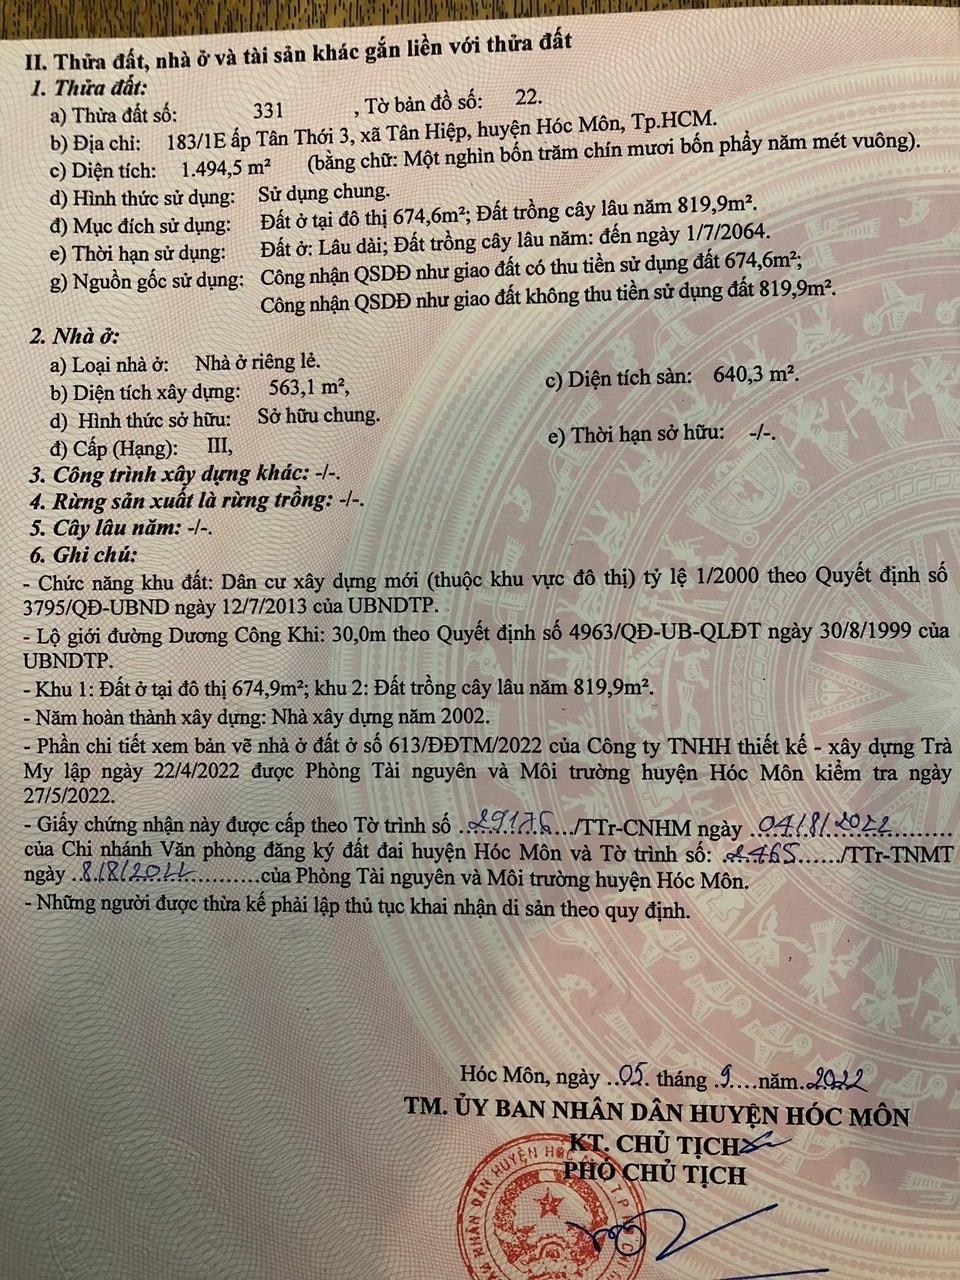 II. Thửa đất, nhà ở và tài sản khác gắn liền với thửa đất
1. Thửa đất:
a) Thửa đất số: 331 , Tờ bản đồ số: 22.
b) Địa chỉ: 183/1E ấp Tân Thới 3, xã Tân Hiệp, huyện Hóc Môn, Tp.HCM.
c) Diện tích: 1.494,5 m² (bằng chữ: Một nghìn bốn trăm chín mươi bốn phẩy năm mét vuông).
d) Hình thức sử dụng: Sử dụng chung.
đ) Mục đích sử dụng: Đất ở tại đô thị 674,6m²; Đất trồng cây lâu năm 819,9m².
e) Thời hạn sử dụng: Đất ở: Lâu dài; Đất trồng cây lâu năm: đến ngày 1/7/2064.
g) Nguồn gốc sử dụng: Công nhận QSDĐ như giao đất có thu tiền sử dụng đất 674,6m²;
Công nhận QSDĐ như giao đất không thu tiền sử dụng đất 819,9m².
2. Nhà ở:
a) Loại nhà ở: Nhà ở riêng lẻ.
b) Diện tích xây dựng: 563,1 m², c) Diện tích sàn: 640,3 m².
d) Hình thức sở hữu: Sở hữu chung.
đ) Cấp (Hạng): III, e) Thời hạn sở hữu: -/-.
3. Công trình xây dựng khác: -/-.
4. Rừng sản xuất là rừng trồng: -/-.
5. Cây lâu năm: -/-.
6. Ghi chú:
- Chức năng khu đất: Dân cư xây dựng mới (thuộc khu vực đô thị) tỷ lệ 1/2000 theo Quyết định số
3795/QĐ-UBND ngày 12/7/2013 của UBNDTP.
- Lộ giới đường Dương Công Khi: 30,0m theo Quyết định số 4963/QĐ-UB-QLĐT ngày 30/8/1999 của
UBNDTP.
- Khu 1: Đất ở tại đô thị 674,9m²; khu 2: Đất trồng cây lâu năm 819,9m².
- Năm hoàn thành xây dựng: Nhà xây dựng năm 2002.
- Phần chi tiết xem bản vẽ nhà ở đất ở số 613/ĐĐTM/2022 của Công ty TNHH thiết kế - xây dựng Trà
My lập ngày 22/4/2022 được Phòng Tài nguyên và Môi trường huyện Hóc Môn kiểm tra ngày
27/5/2022.
- Giấy chứng nhận này được cấp theo Tờ trình số ..29176../TTr-CNHM ngày ..04/8/2022..........
của Chi nhánh Văn phòng đăng ký đất đai huyện Hóc Môn và Tờ trình số: 2465....../TTr-TNMT
ngày ..8/8/2022..............của Phòng Tài nguyên và Môi trường huyện Hóc Môn.
- Những người được thừa kế phải lập thủ tục khai nhận di sản theo quy định.
Hóc Môn, ngày ..05. tháng .9....năm.2022
TM. ỦY BAN NHÂN DÂN HUYỆN HÓC MÔN
KT. CHỦ TỊCH
PHÓ CHỦ TỊCH